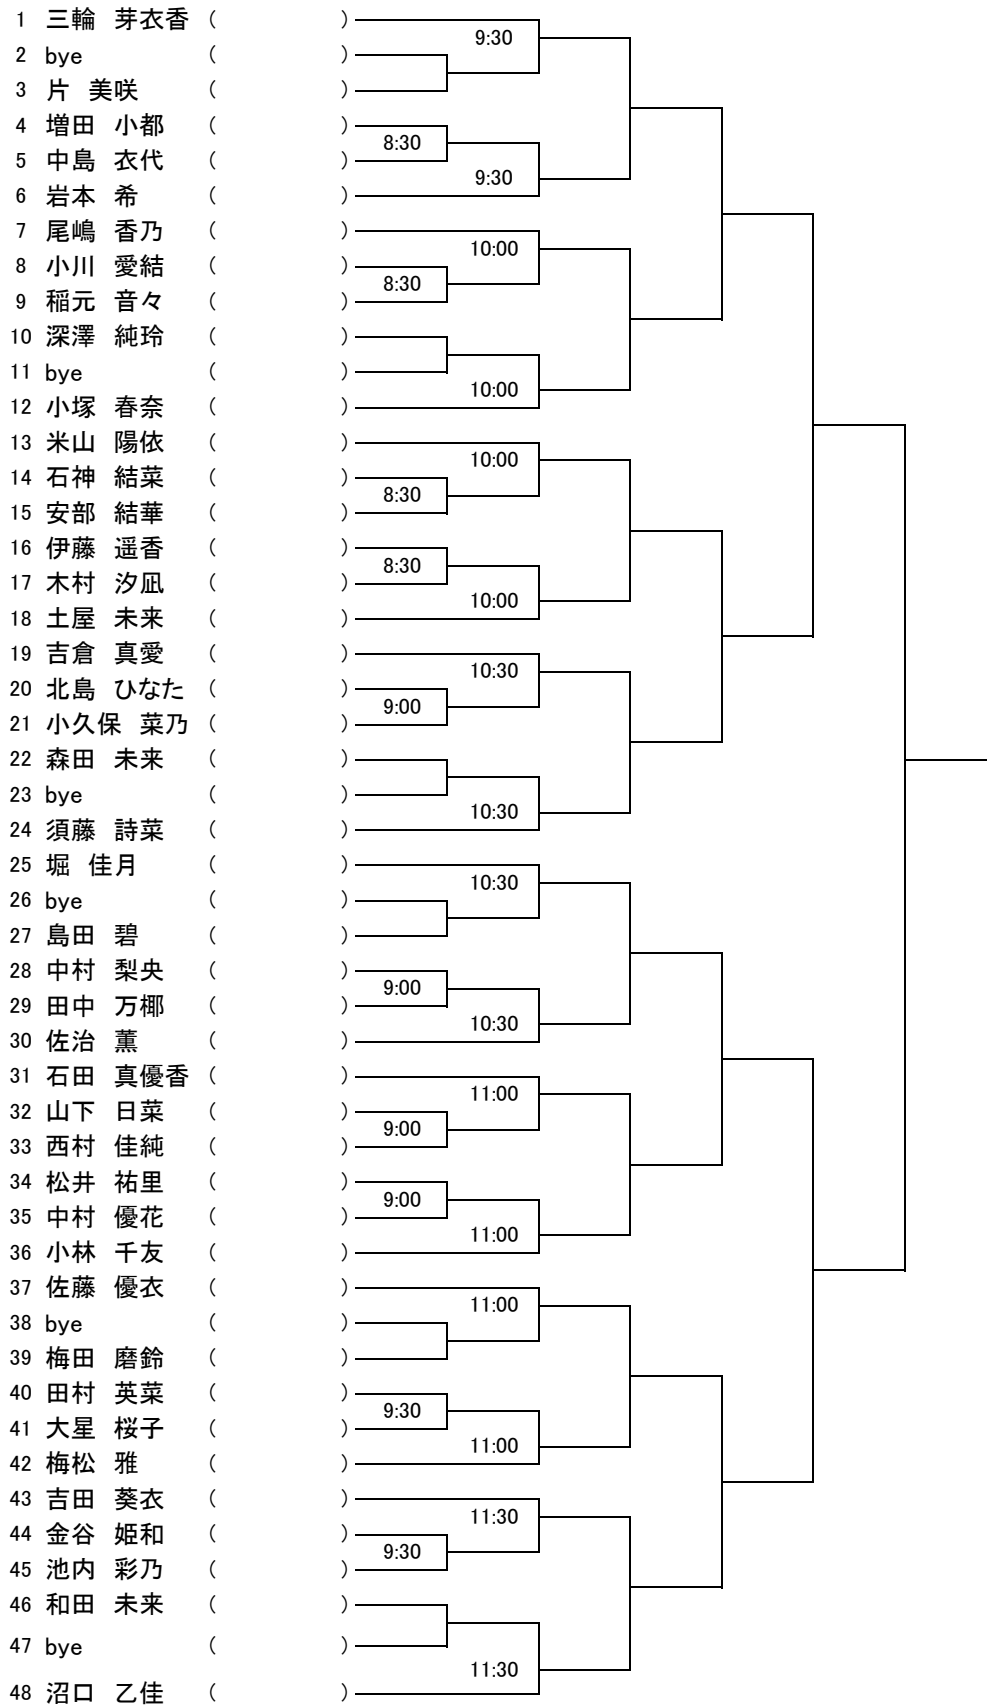 1 三輪 芽衣香 ( )
9:30
2 bye ( )
3 片 美咲 ( )
4 増田 小都 ( )
8:30
5 中島 衣代 ( )
9:30
6 岩本 希 ( )
7 尾嶋 香乃 ( )
10:00
8 小川 愛結 ( )
8:30
9 稲元 音々 ( )
10 深澤 純玲 ( )
11 bye ( )
10:00
12 小塚 春奈 ( )
13 米山 陽依 ( )
10:00
14 石神 結菜 ( )
8:30
15 安部 結華 ( )
16 伊藤 遥香 ( )
8:30
17 木村 汐凪 ( )
10:00
18 土屋 未来 ( )
19 吉倉 真愛 ( )
10:30
20 北島 ひなた ( )
9:00
21 小久保 菜乃 ( )
22 森田 未来 ( )
23 bye ( )
10:30
24 須藤 詩菜 ( )
25 堀 佳月 ( )
10:30
26 bye ( )
27 島田 碧 ( )
28 中村 梨央 ( )
9:00
29 田中 万椰 ( )
10:30
30 佐治 薫 ( )
31 石田 真優香 ( )
11:00
32 山下 日菜 ( )
9:00
33 西村 佳純 ( )
34 松井 祐里 ( )
9:00
35 中村 優花 ( )
11:00
36 小林 千友 ( )
37 佐藤 優衣 ( )
11:00
38 bye ( )
39 梅田 磨鈴 ( )
40 田村 英菜 ( )
9:30
41 大星 桜子 ( )
11:00
42 梅松 雅 ( )
43 吉田 葵衣 ( )
11:30
44 金谷 姫和 ( )
9:30
45 池内 彩乃 ( )
46 和田 未来 ( )
47 bye ( )
11:30
48 沼口 乙佳 ( )